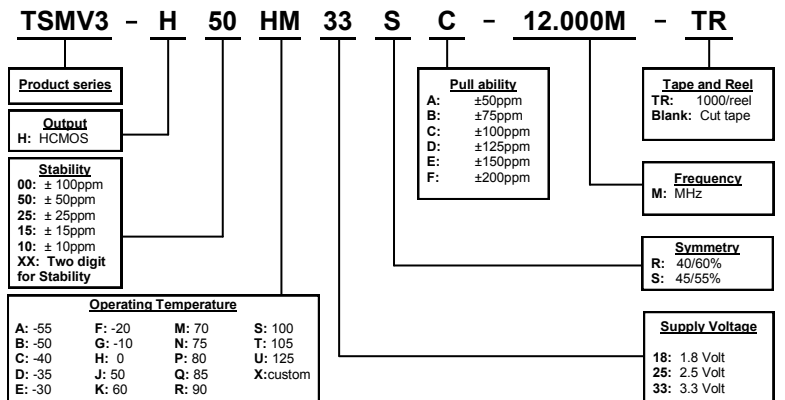 TSMV3 - H 50 HM 33 S C - 12.000M - TR
Product series
Output
H: HCMOS
Stability
00: ± 100ppm
50: ± 50ppm
25: ± 25ppm
15: ± 15ppm
10: ± 10ppm
XX: Two digit
for Stability
Operating Temperature
A: -55 F: -20 M: 70 S: 100
B: -50 G: -10 N: 75 T: 105
C: -40 H: 0 P: 80 U: 125
D: -35 J: 50 Q: 85 X:custom
E: -30 K: 60 R: 90
Pull ability
A: ±50ppm
B: ±75ppm
C: ±100ppm
D: ±125ppm
E: ±150ppm
F: ±200ppm
Tape and Reel
TR: 1000/reel
Blank: Cut tape
Frequency
M: MHz
Symmetry
R: 40/60%
S: 45/55%
Supply Voltage
18: 1.8 Volt
25: 2.5 Volt
33: 3.3 Volt